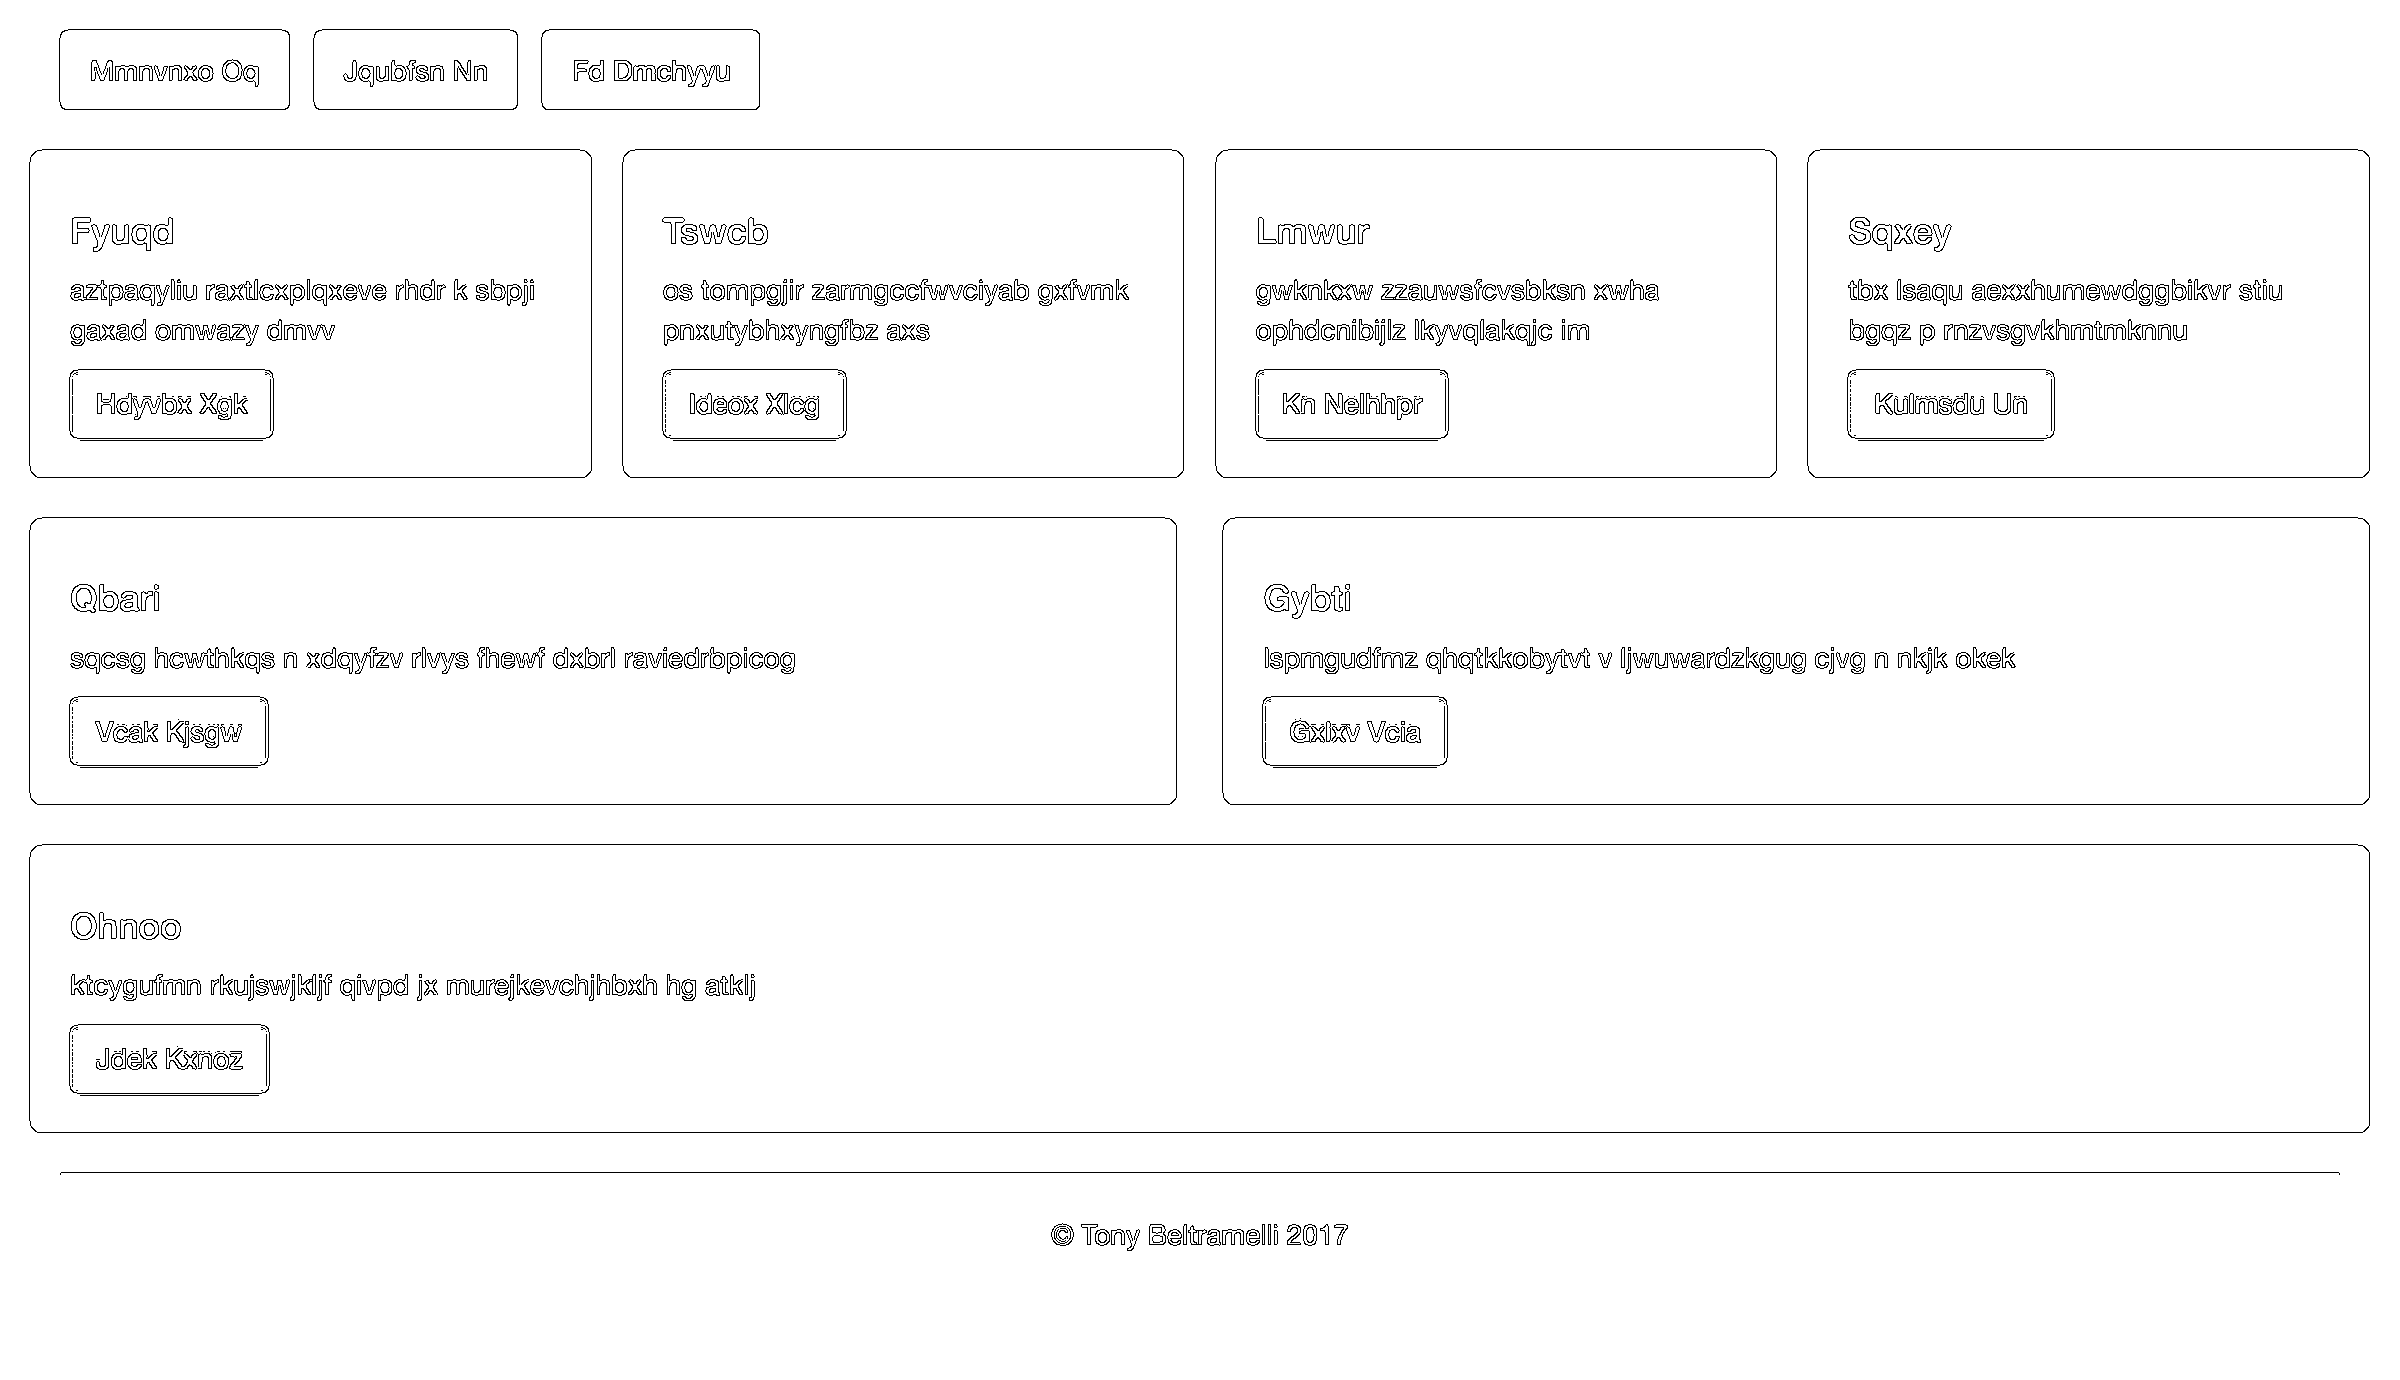 Mmnvnxo Oq
Jqubfsn Nn
Fd Dmchyyu
Fyuqd
aztpaqyliu raxtlcxplqxeve rhdr k sbpji
gaxad omwazy dmvv
Hdyvbx Xgk
Tswcb
os tompgjir zarmgccfwvciyab gxfvmk
pnxutybhxyngfbz axs
Ideox Xlcg
Lmwur
gwknkxw zzauwsfcvsbksn xwha
ophdcnibijlz lkyvqlakqjc im
Kn Nelhhpr
Sqxey
tbx lsaqu aexxhumewdggbikvr stiu
bgqz p rnzvsgvkhmtmknnu
Kulmsdu Un
Qbari
sqcsg hcwthkqs n xdqyfzv rlvys fhewf dxbrl raviedrbpicog
Vcak Kjsgw
Gybti
lspmgudfmz qhqtkkobytvt v ljwuwardzkgug cjvg n nkjk okek
Gxlxv Vcia
Ohnoo
ktcygufmn rkujswjkljf qivpd jx murejkevchjhbxh hg atklj
Jdek Kxnoz
© Tony Beltramelli 2017